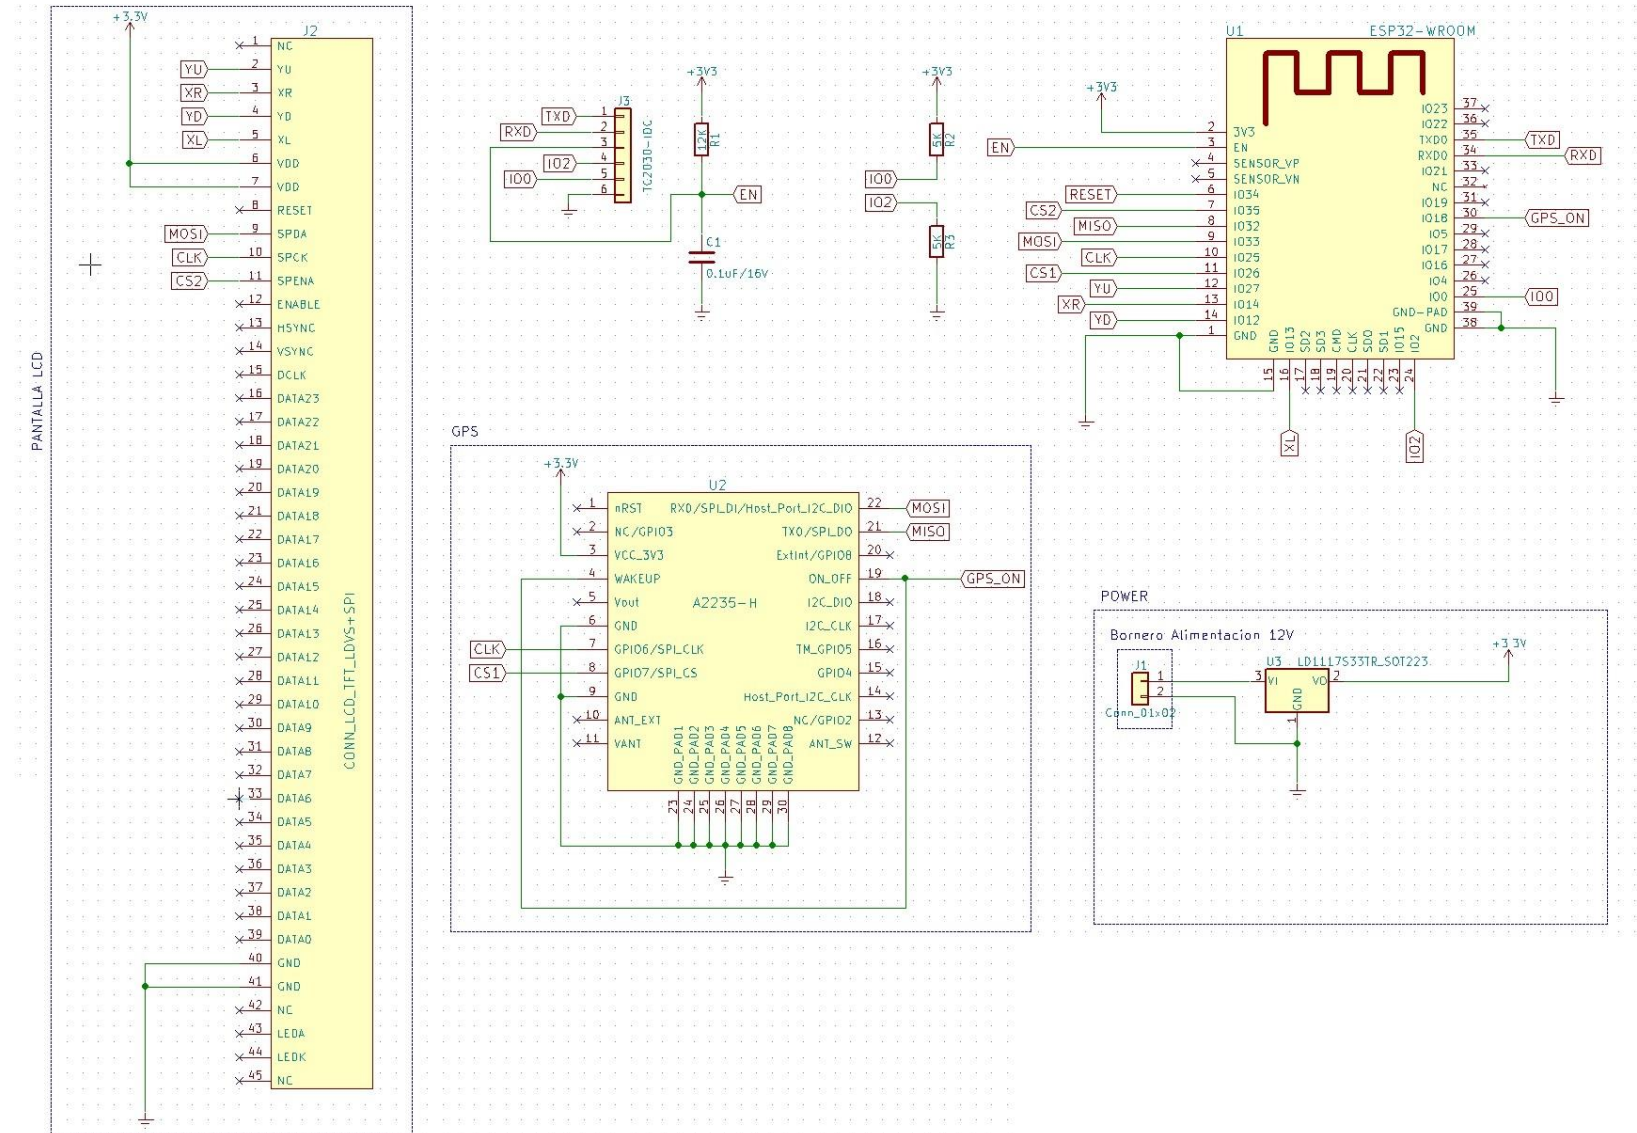 PANTALLA LCD
+3.3V
J2
1 NC
YU 2 YU
XR 3 XR
YD 4 YD
XL 5 XL
6 VDD
7 VDD
8 RESET
MOSI 9 SPDA
CLK 10 SPCK
CS2 11 SPENA
12 ENABLE
13 HSYNC
14 VSYNC
15 DCLK
16 DATA23
17 DATA22
18 DATA21
19 DATA20
20 DATA19
21 DATA18
22 DATA17
23 DATA16
24 DATA15
25 DATA14
26 DATA13
27 DATA12
28 DATA11
29 DATA10
30 DATA9
31 DATA8
32 DATA7
33 DATA6
34 DATA5
35 DATA4
36 DATA3
37 DATA2
38 DATA1
39 DATA0
40 GND
41 GND
42 NC
43 LEDA
44 LEDK
45 NC
CONN_LCD_TFT_LDVS+SPI
J3
TXD 1
RXD 2
3
IO2 4
IO0 5
6
TC2030-IDC
+3V3
12K R1
EN
C1
0.1uF/16V
+3V3
5K R2
IO0
IO2
5K R3
U1 ESP32-WROOM
+3V3
2 3V3
EN 3 EN
4 SENSOR_VP
5 SENSOR_VN
RESET 6 IO34
CS2 7 IO35
MISO 8 IO32
MOSI 9 IO33
CLK 10 IO25
CS1 11 IO26
YU 12 IO27
XR 13 IO14
YD 14 IO12
1 GND
IO23 37
IO22 36
TXD0 35 TXD
RXD0 34 RXD
IO21 33
NC 32
IO19 31
IO18 30 GPS_ON
IO5 29
IO17 28
IO16 27
IO4 26
IO0 25 IO0
GND-PAD 39
GND 38
GND IO13 SD2 SD3 CMD CLK SD0 SD1 IO15 IO2
15 16 17 18 19 20 21 22 23 24
XL IO2
GPS
+3.3V
U2
1 nRST
2 NC/GPIO3
3 VCC_3V3
4 WAKEUP
5 Vout
6 GND
CLK 7 GPIO6/SPI_CLK
CS1 8 GPIO7/SPI_CS
9 GND
10 ANT_EXT
11 VANT
A2235-H
RX0/SPI_DI/Host_Port_I2C_DIO 22 MOSI
TX0/SPI_DO 21 MISO
ExtInt/GPIO8 20
ON_OFF 19 GPS_ON
I2C_DIO 18
I2C_CLK 17
TM_GPIO5 16
GPIO4 15
Host_Port_I2C_CLK 14
NC/GPIO2 13
ANT_SW 12
GND_PAD1 GND_PAD2 GND_PAD3 GND_PAD4 GND_PAD5 GND_PAD6 GND_PAD7 GND_PAD8
23 24 25 26 27 28 29 30
POWER
Bornero Alimentacion 12V
J1
1
2
Conn_01x02
U3 LD1117S33TR_SOT223
3 VI VO 2
GND
1
+3.3V